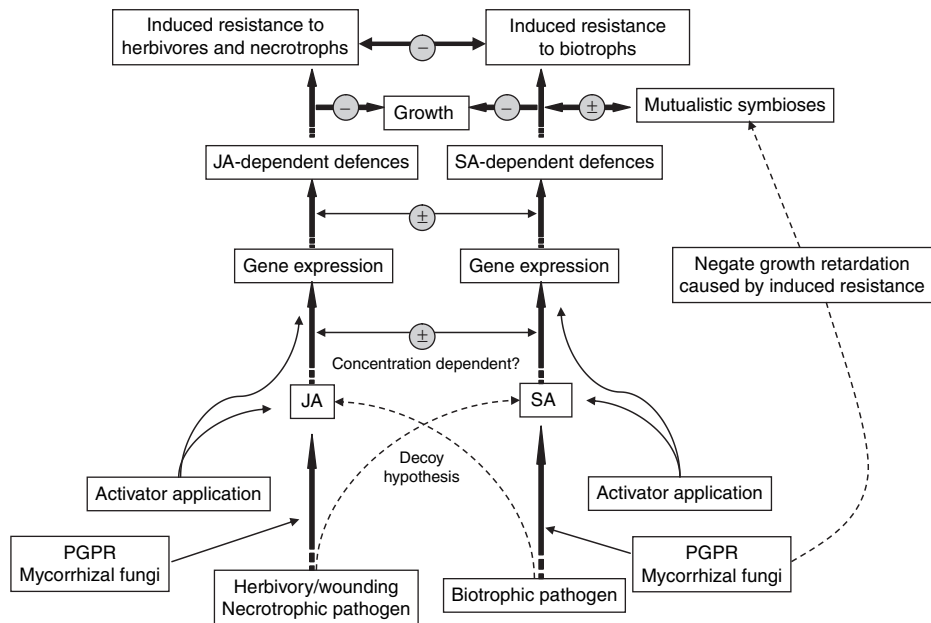 Induced resistance to
herbivores and necrotrophs
Induced resistance
to biotrophs
−
−
Growth
−
±
Mutualistic symbioses
JA-dependent defences
SA-dependent defences
±
Gene expression
Gene expression
Negate growth retardation
caused by induced resistance
±
Concentration dependent?
JA
SA
Decoy
hypothesis
Activator application
Activator application
PGPR
Mycorrhizal fungi
PGPR
Mycorrhizal fungi
Herbivory/wounding
Necrotrophic pathogen
Biotrophic pathogen